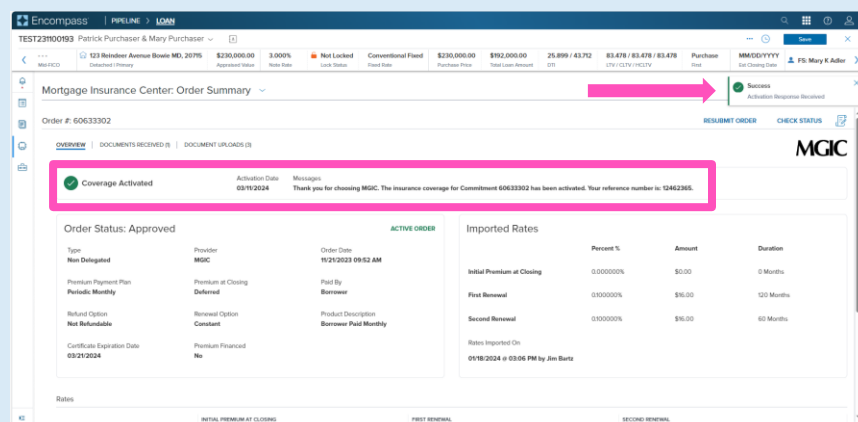 Encompass | PIPELINE > LOAN
TEST231100193 Patrick Purchaser & Mary Purchaser
Save
--- 123 Reindeer Avenue Bowie MD, 20715 $230,000.00 3.000% Not Locked Conventional Fixed $230,000.00 $192,000.00 25.899 / 43.712 83.478 / 83.478 / 83.478 Purchase MM/DD/YYYY FS: Mary K Adler
Mid-FICO Detached | Primary Appraised Value Note Rate Lock Status Fixed Rate Purchase Price Total Loan Amount DTI LTV / CLTV / HCLTV First Est Closing Date
Mortgage Insurance Center: Order Summary
Success
Activation Response Received
Order #: 60633302
RESUBMIT ORDER CHECK STATUS
OVERVIEW | DOCUMENTS RECEIVED (1) | DOCUMENT UPLOADS (3)
MGIC
Coverage Activated
Activation Date Messages
03/11/2024 Thank you for choosing MGIC. The insurance coverage for Commitment 60633302 has been activated. Your reference number is: 12462365.
Order Status: Approved ACTIVE ORDER
Type Provider Order Date
Non Delegated MGIC 11/21/2023 09:52 AM
Premium Payment Plan Premium at Closing Paid By
Periodic Monthly Deferred Borrower
Refund Option Renewal Option Product Description
Not Refundable Constant Borrower Paid Monthly
Certificate Expiration Date Premium Financed
03/21/2024 No
Imported Rates
Percent % Amount Duration
Initial Premium at Closing 0.000000% $0.00 0 Months
First Renewal 0.100000% $16.00 120 Months
Second Renewal 0.100000% $16.00 60 Months
Rates Imported On
01/18/2024 @ 03:06 PM by Jim Bartz
Rates
INITIAL PREMIUM AT CLOSING FIRST RENEWAL SECOND RENEWAL